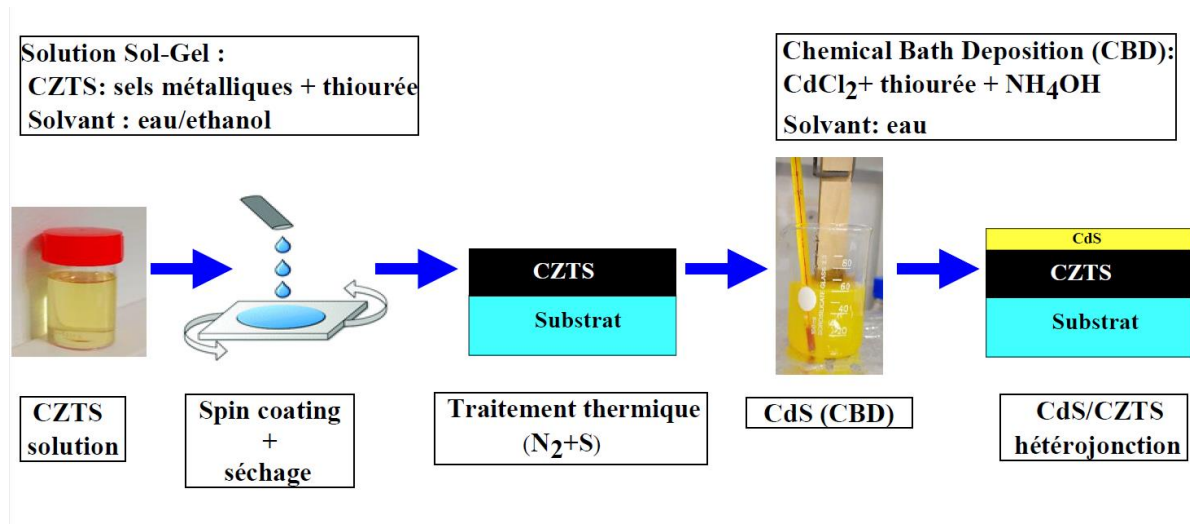 Solution Sol-Gel :
CZTS: sels métalliques + thiourée
Solvant : eau/ethanol
Chemical Bath Deposition (CBD):
CdCl2+ thiourée + NH4OH
Solvant: eau
CZTS
Substrat
CdS
CZTS
Substrat
CZTS
solution
Spin coating
+
séchage
Traitement thermique
(N2+S)
CdS (CBD)
CdS/CZTS
hétérojonction